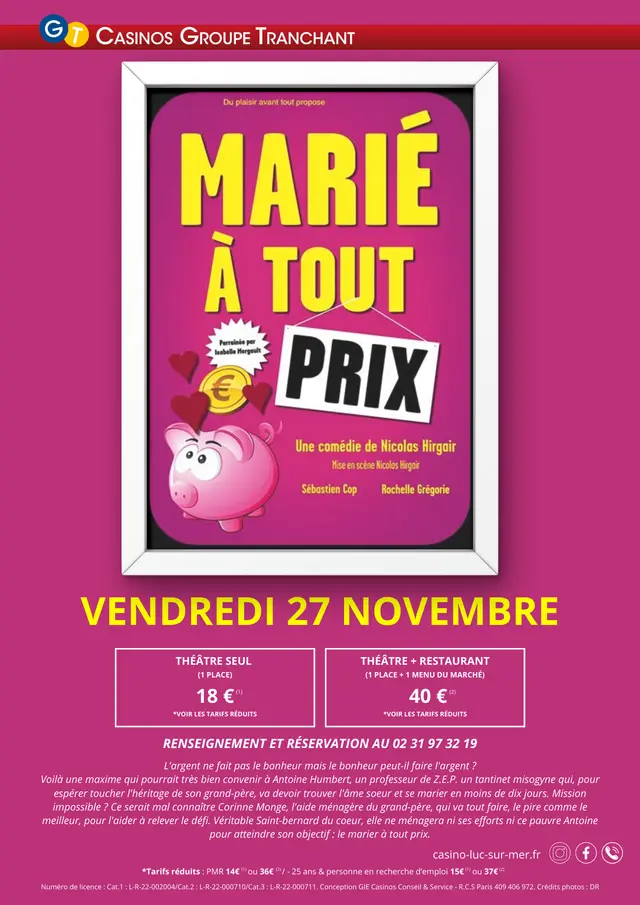 GT CASINOS GROUPE TRANCHANT
Du plaisir avant tout propose
MARIÉ
À TOUT
PRIX
Parrainée par
Isabelle Mergault
€
Une comédie de Nicolas Hirgair
Mise en scène Nicolas Hirgair
Sébastien Cop Rachelle Grégorie
VENDREDI 27 NOVEMBRE
THÉÂTRE SEUL
(1 PLACE)
18 € (1)
*VOIR LES TARIFS RÉDUITS
THÉÂTRE + RESTAURANT
(1 PLACE + 1 MENU DU MARCHÉ)
40 € (2)
*VOIR LES TARIFS RÉDUITS
RENSEIGNEMENT ET RÉSERVATION AU 02 31 97 32 19
L'argent ne fait pas le bonheur mais le bonheur peut-il faire l'argent ?
Voilà une maxime qui pourrait très bien convenir à Antoine Humbert, un professeur de Z.E.P. un tantinet misogyne qui, pour
espérer toucher l'héritage de son grand-père, va devoir trouver l'âme soeur et se marier en moins de dix jours. Mission
impossible ? Ce serait mal connaître Corinne Monge, l'aide ménagère du grand-père, qui va tout faire, le pire comme le
meilleur, pour l'aider à relever le défi. Véritable Saint-bernard du coeur, elle ne ménagera ni ses efforts ni ce pauvre Antoine
pour atteindre son objectif : le marier à tout prix.
casino-luc-sur-mer.fr
*Tarifs réduits : PMR 14€ (1) ou 36€ (2) / - 25 ans & personne en recherche d'emploi 15€ (1) ou 37€ (2)
Numéro de licence : Cat.1 : L-R-22-002004/Cat.2 : L-R-22-000710/Cat.3 : L-R-22-000711. Conception GIE Casinos Conseil & Service - R.C.S Paris 409 406 972. Crédits photos : DR